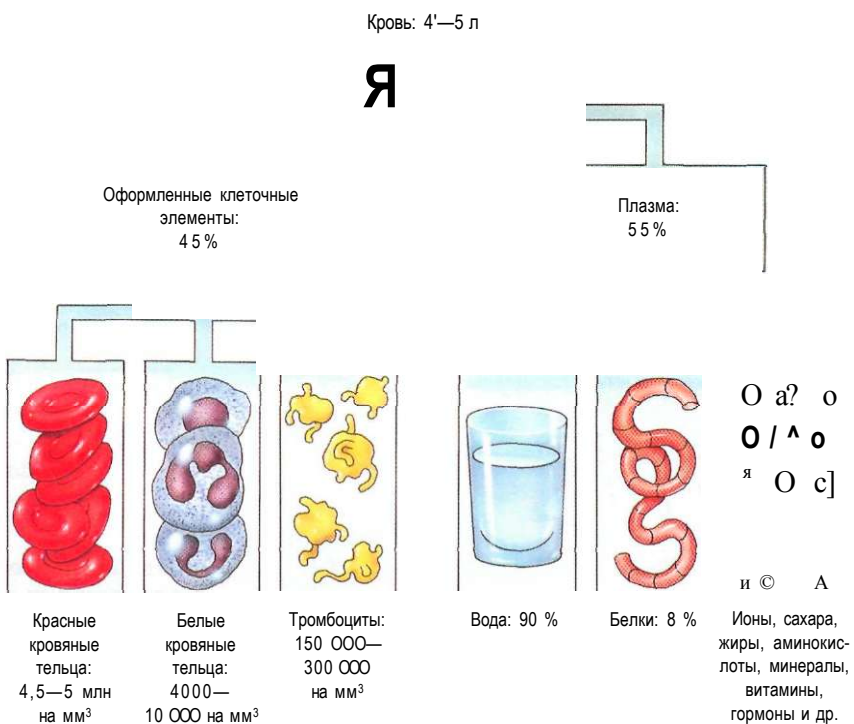 Кровь: 4'—5 л
Я
Оформленные клеточные
элементы:
45%
Плазма:
55%
О а? о
О / ^ о
я О с]
и © А
Красные
кровяные
тельца:
4,5—5 млн
на мм³
Белые
кровяные
тельца:
4000—
10 000 на мм³
Тромбоциты:
150 000—
300 000
на мм³
Вода: 90 %
Белки: 8 %
Ионы, сахара,
жиры, аминокис-
лоты, минералы,
витамины,
гормоны и др.